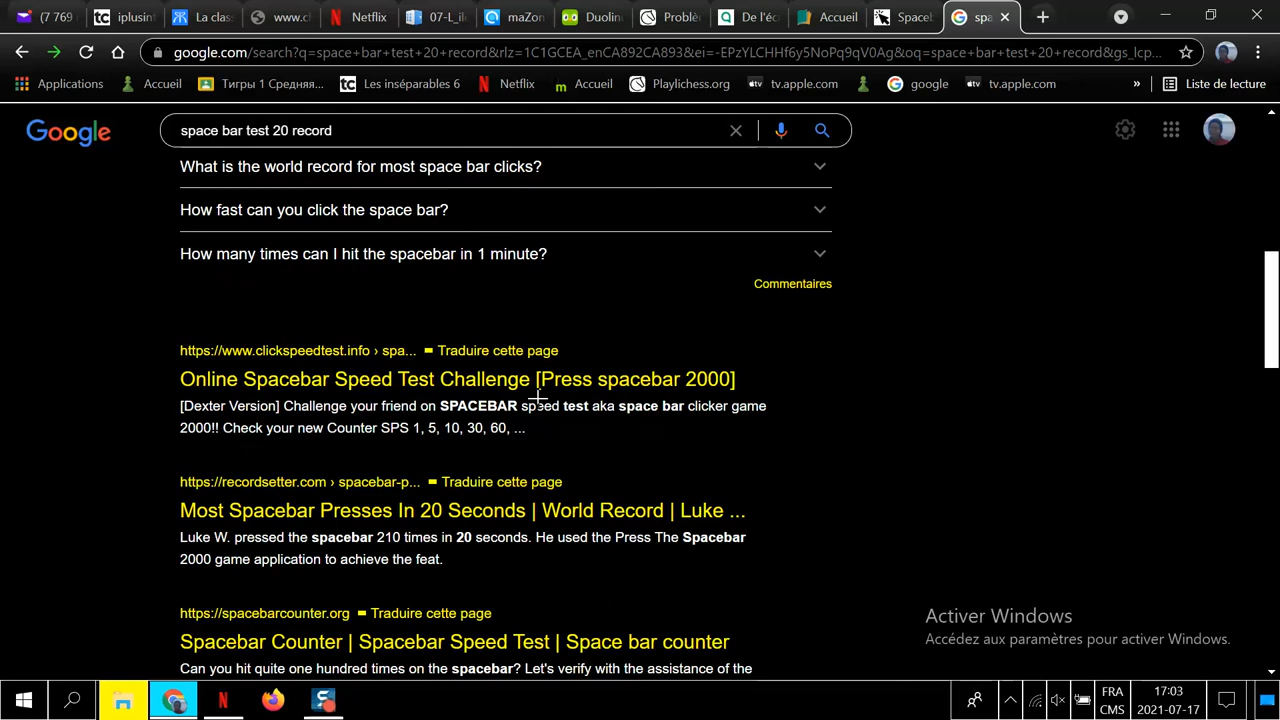 (7 769
iplusint
La class
www.cl
Netflix
07-L_ile
maZon
Duolin
Problè
De l'éc
Accueil
Spaceb
spa
google.com/search?q=space+bar+test+20+record&rlz=1C1GCEA_enCA892CA893&ei=-EPzYLCHHf6y5NoPq9qV0Ag&oq=space+bar+test+20+record&gs_lcp...
Applications
Accueil
Тигры 1 Средняя...
tc Les inséparables 6
Netflix
Accueil
Playlichess.org
tv.apple.com
google
tv.apple.com
»
Liste de lecture
Google
space bar test 20 record
What is the world record for most space bar clicks?
How fast can you click the space bar?
How many times can I hit the spacebar in 1 minute?
Commentaires
https://www.clickspeedtest.info › spa... Traduire cette page
Online Spacebar Speed Test Challenge [Press spacebar 2000]
[Dexter Version] Challenge your friend on SPACEBAR speed test aka space bar clicker game
2000!! Check your new Counter SPS 1, 5, 10, 30, 60, ...
https://recordsetter.com › spacebar-p... Traduire cette page
Most Spacebar Presses In 20 Seconds | World Record | Luke ...
Luke W. pressed the spacebar 210 times in 20 seconds. He used the Press The Spacebar
2000 game application to achieve the feat.
https://spacebarcounter.org Traduire cette page
Spacebar Counter | Spacebar Speed Test | Space bar counter
Can you hit quite one hundred times on the spacebar? Let's verify with the assistance of the
Activer Windows
Accédez aux paramètres pour activer Windows.
FRA
CMS
17:03
2021-07-17